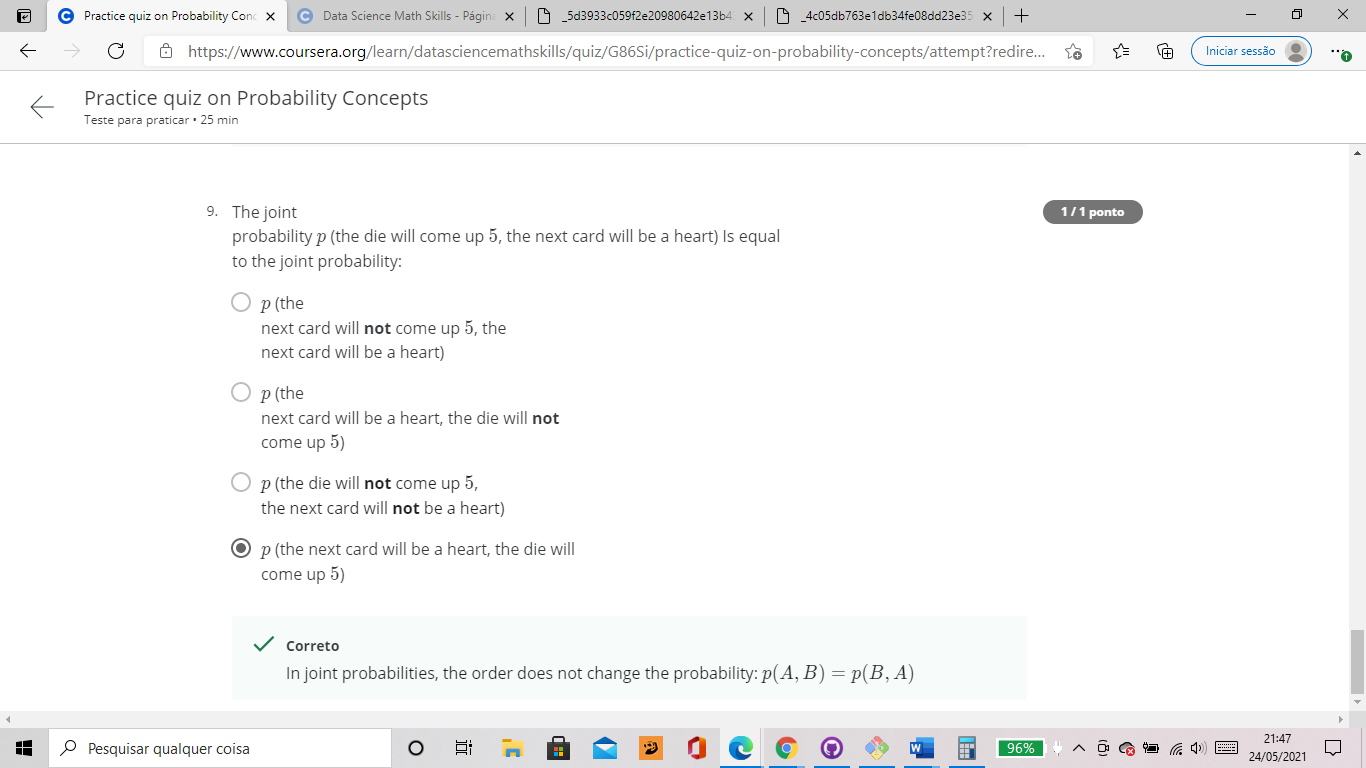 Practice quiz on Probability Conc
Data Science Math Skills - Págin
_5d3933c059f2e20980642e13b4
_4c05db763e1db34fe08dd23e35
https://www.coursera.org/learn/datasciencemathskills/quiz/G86Si/practice-quiz-on-probability-concepts/attempt?redire...
Iniciar sessão
Practice quiz on Probability Concepts
Teste para praticar • 25 min
9. The joint
probability p (the die will come up 5, the next card will be a heart) Is equal
to the joint probability:
1 / 1 ponto
p (the
next card will not come up 5, the
next card will be a heart)
p (the
next card will be a heart, the die will not
come up 5)
p (the die will not come up 5,
the next card will not be a heart)
p (the next card will be a heart, the die will
come up 5)
Correto
In joint probabilities, the order does not change the probability: p(A, B) = p(B, A)
Pesquisar qualquer coisa
96%
21:47
24/05/2021